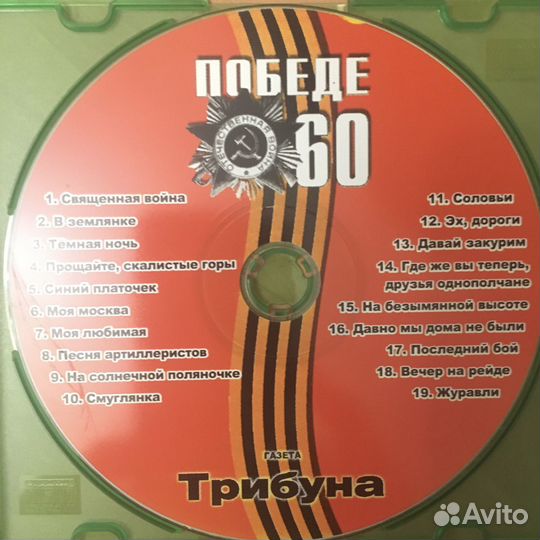 ПОБЕДЕ
60
ОТЕЧЕСТВЕННАЯ ВОЙНА
1. Священная война
2. В землянке
3. Темная ночь
4. Прощайте, скалистые горы
5. Синий платочек
6. Моя москва
7. Моя любимая
8. Песня артиллеристов
9. На солнечной поляночке
10. Смуглянка
11. Соловьи
12. Эх, дороги
13. Давай закурим
14. Где же вы теперь,
друзья однополчане
15. На безымянной высоте
16. Давно мы дома не были
17. Последний бой
18. Вечер на рейде
19. Журавли
ГАЗЕТА
Трибуна
Avito